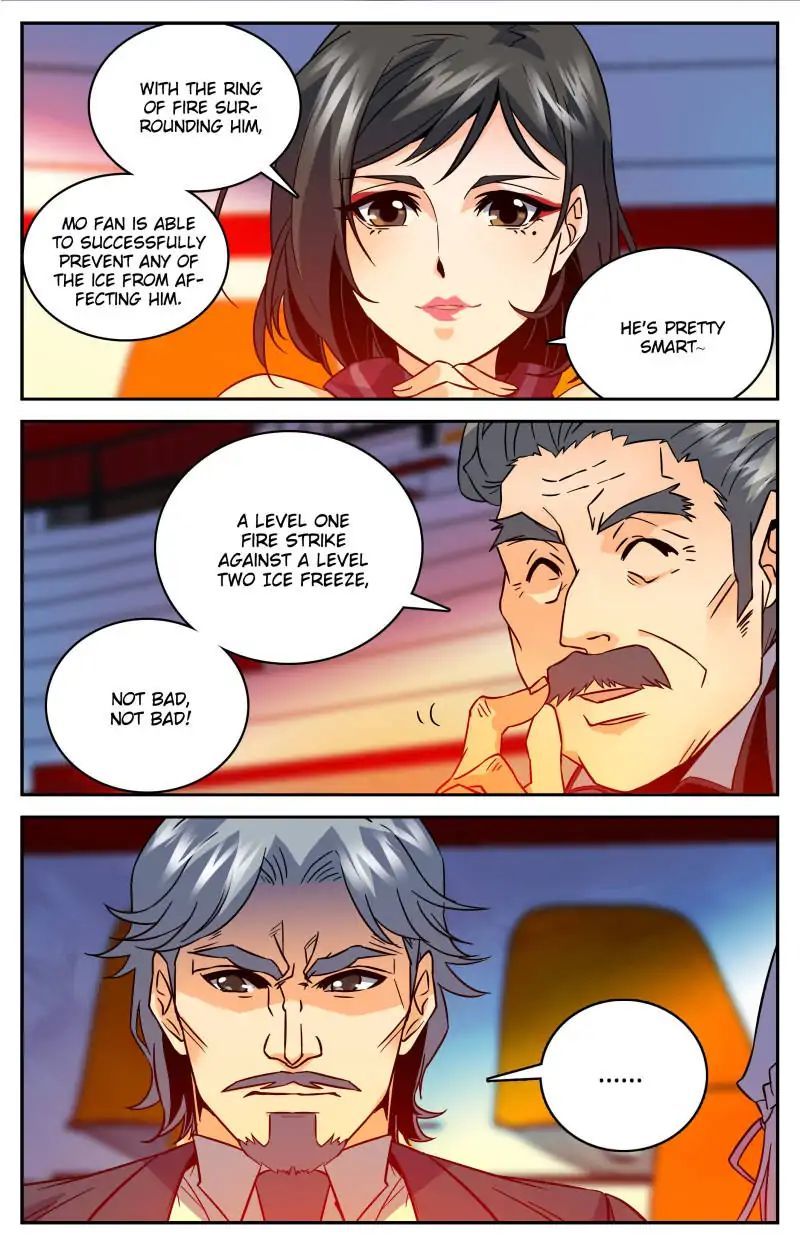 WITH THE RING
OF FIRE SUR-
ROUNDING HIM,
MO FAN IS ABLE
TO SUCCESSFULLY
PREVENT ANY OF
THE ICE FROM AF-
FECTING HIM.
HE'S PRETTY
SMART~
A LEVEL ONE
FIRE STRIKE
AGAINST A LEVEL
TWO ICE FREEZE,
NOT BAD,
NOT BAD!
......